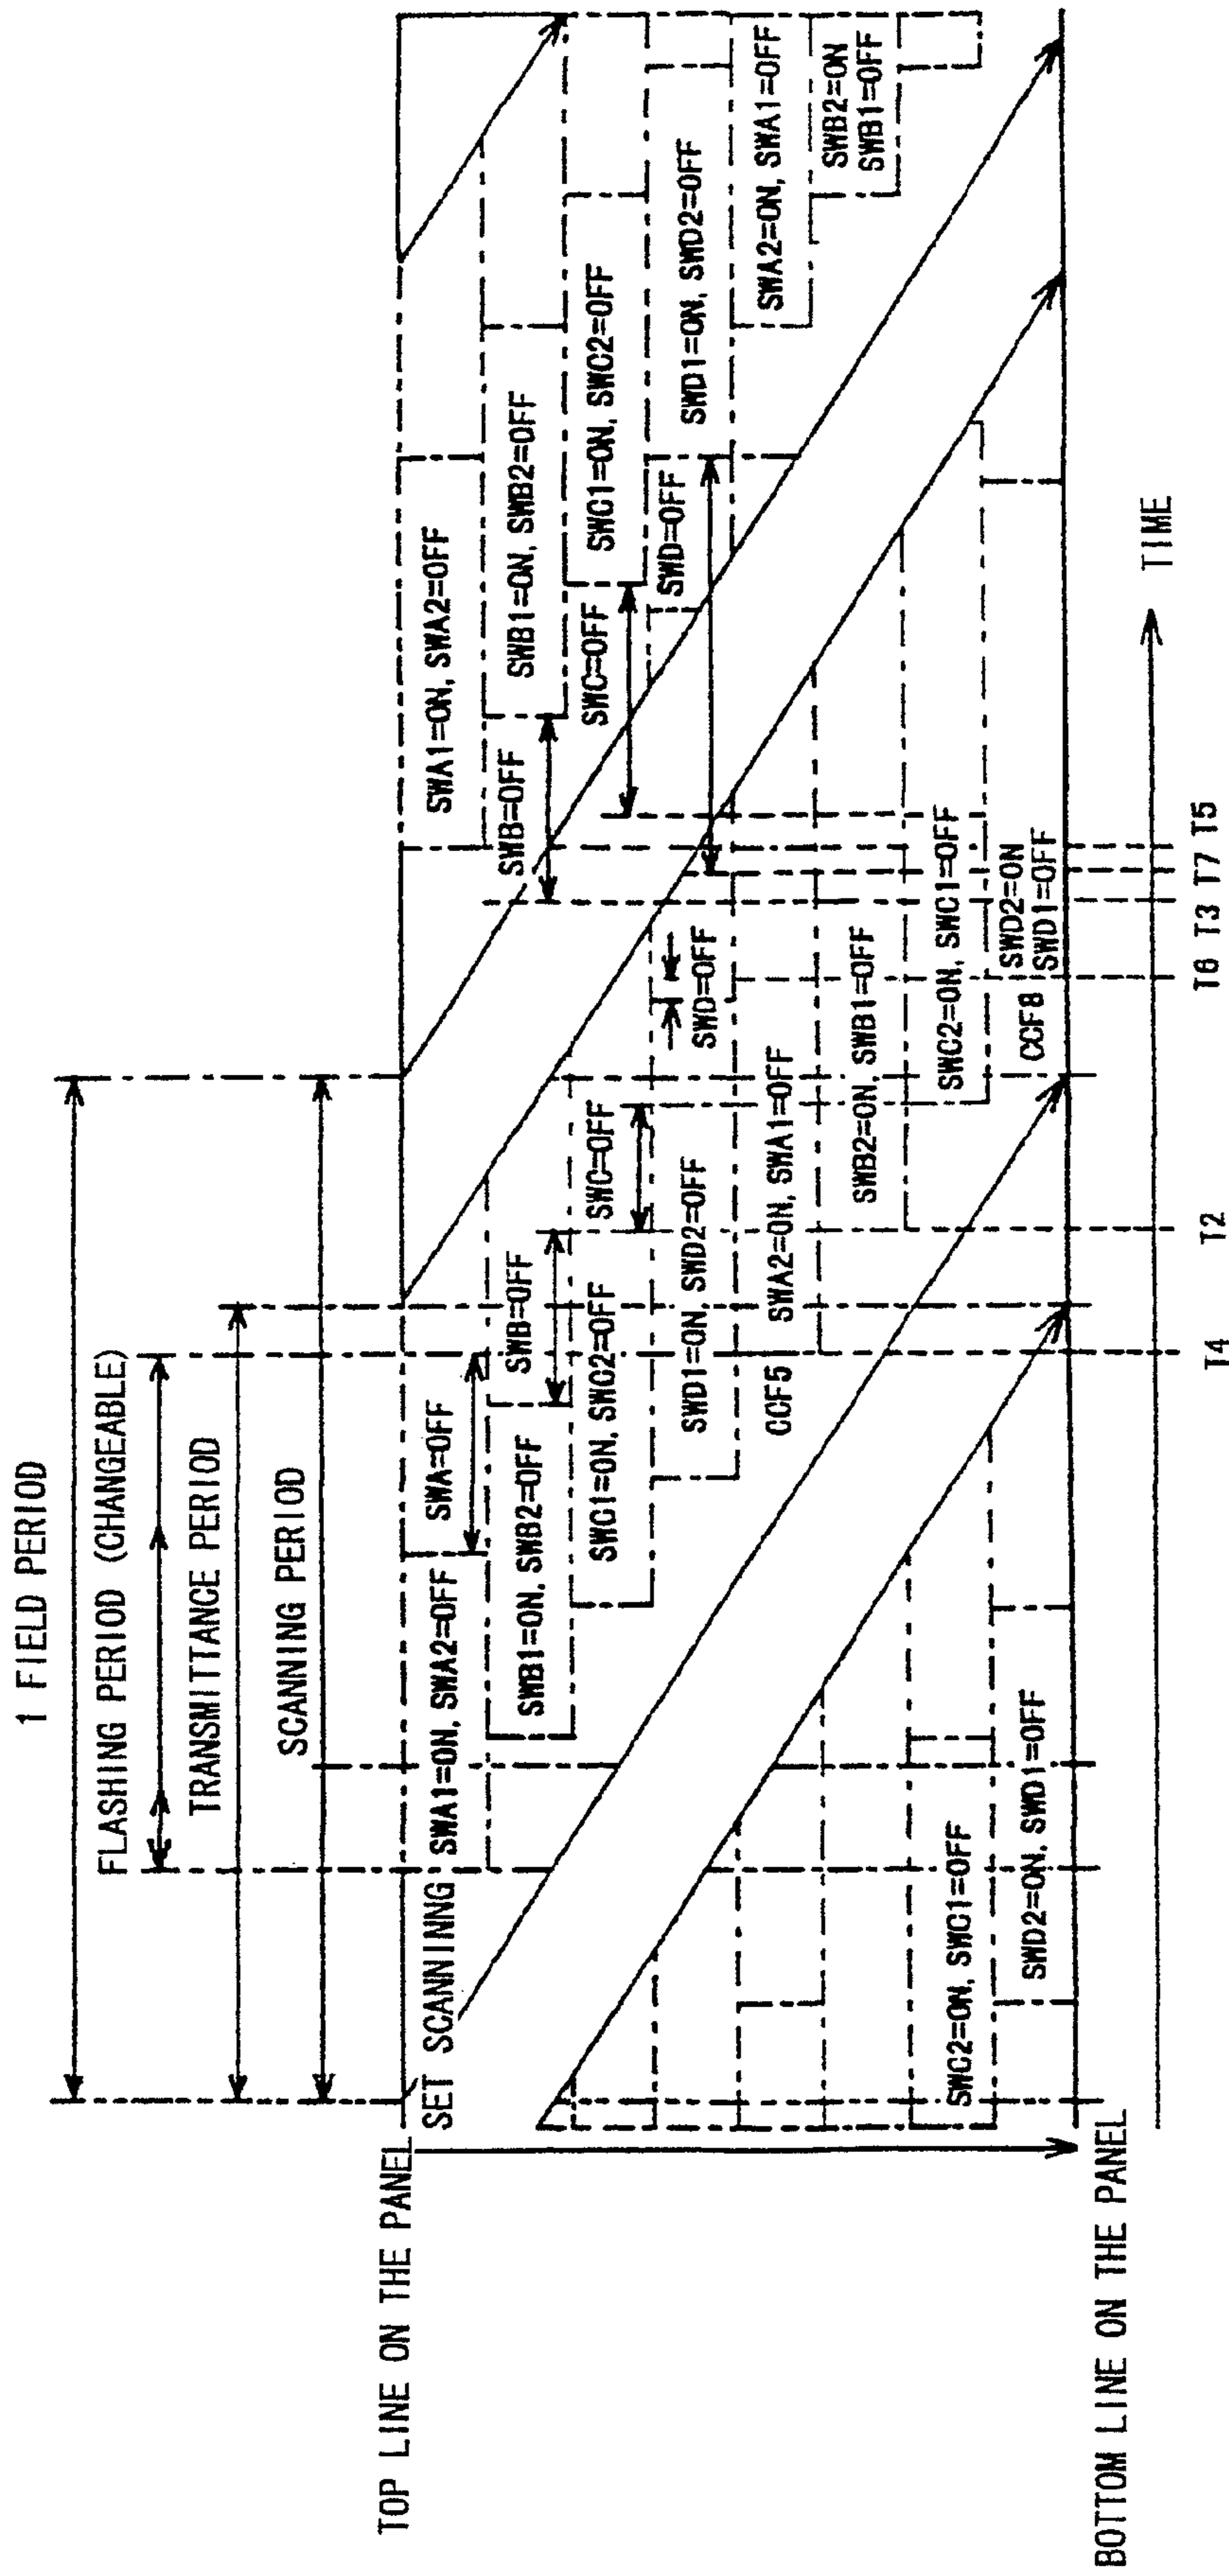 1 FIELD PERIOD
FLASHING PERIOD (CHANGEABLE)
TRANSMITTANCE PERIOD
SCANNING PERIOD
TOP LINE ON THE PANEL
SET SCANNING
SWA1=ON, SWA2=OFF
SWA=OFF
SWA1=ON, SWA2=OFF
SWB1=ON, SWB2=OFF
SWB=OFF
SWB=OFF
SWB1=ON, SWB2=OFF
SWC1=ON, SWC2=OFF
SWC=OFF
SWC=OFF
SWC1=ON, SWC2=OFF
SWD1=ON, SWD2=OFF
SWD=OFF
SWD=OFF
SWD1=ON, SWD2=OFF
CCF5
SWA2=ON, SWA1=OFF
SWA2=ON, SWA1=OFF
SWB2=ON, SWB1=OFF
SWB2=ON
SWB1=OFF
SWC2=ON, SWC1=OFF
SWC2=ON, SWC1=OFF
SWD2=ON, SWD1=OFF
CCF8
SWD2=ON
SWD1=OFF
BOTTOM LINE ON THE PANEL
TIME
T4 T2 T6 T3 T7 T5